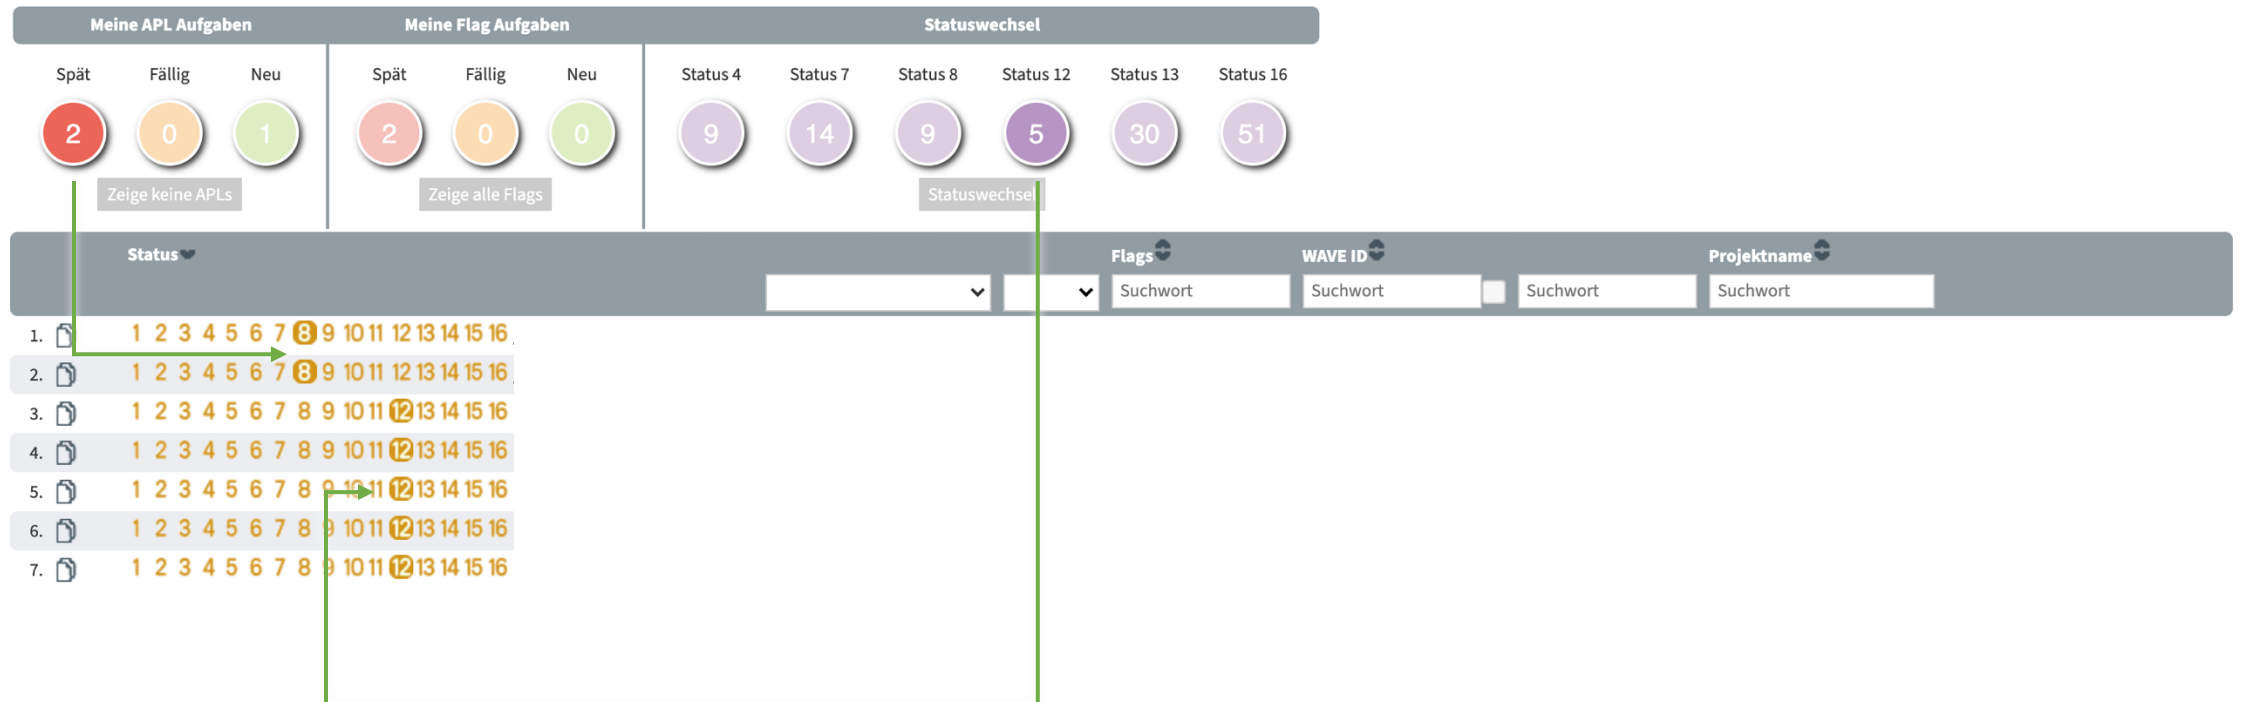 Meine APL Aufgaben Meine Flag Aufgaben Statuswechsel
Spät Fällig Neu Spät Fällig Neu Status 4 Status 7 Status 8 Status 12 Status 13 Status 16
2 0 1 2 0 0 9 14 9 5 30 51
Zeige keine APLs Zeige alle Flags Statuswechsel
Status Flags WAVE ID Projektname
Suchwort Suchwort Suchwort Suchwort
1. 1 2 3 4 5 6 7 8 9 10 11 12 13 14 15 16
2. 1 2 3 4 5 6 7 8 9 10 11 12 13 14 15 16
3. 1 2 3 4 5 6 7 8 9 10 11 12 13 14 15 16
4. 1 2 3 4 5 6 7 8 9 10 11 12 13 14 15 16
5. 1 2 3 4 5 6 7 8 9 10 11 12 13 14 15 16
6. 1 2 3 4 5 6 7 8 9 10 11 12 13 14 15 16
7. 1 2 3 4 5 6 7 8 9 10 11 12 13 14 15 16